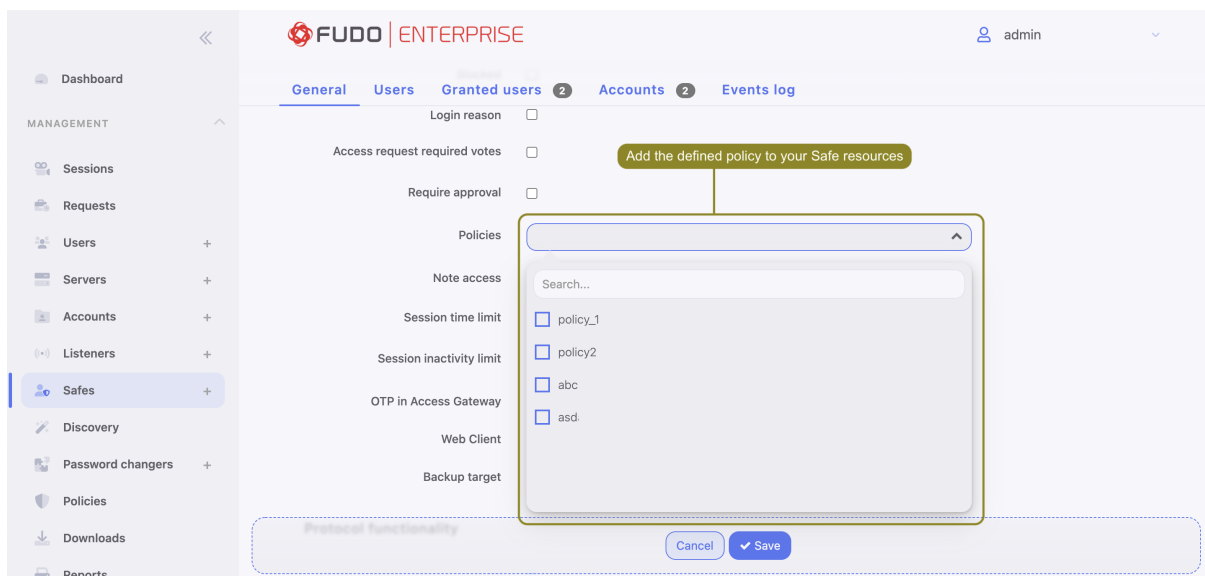 FUDO ENTERPRISE
admin
Dashboard
General Users Granted users 2 Accounts 2 Events log
MANAGEMENT
Login reason
Access request required votes
Add the defined policy to your Safe resources
Sessions
Require approval
Requests
Policies
Users +
Note access
Search...
Servers +
Session time limit
policy_1
Accounts +
Session inactivity limit
policy2
Listeners +
abc
Safes +
OTP in Access Gateway
asd
Discovery
Web Client
Password changers +
Backup target
Policies
Protocol functionality
Downloads
Cancel Save
Reports